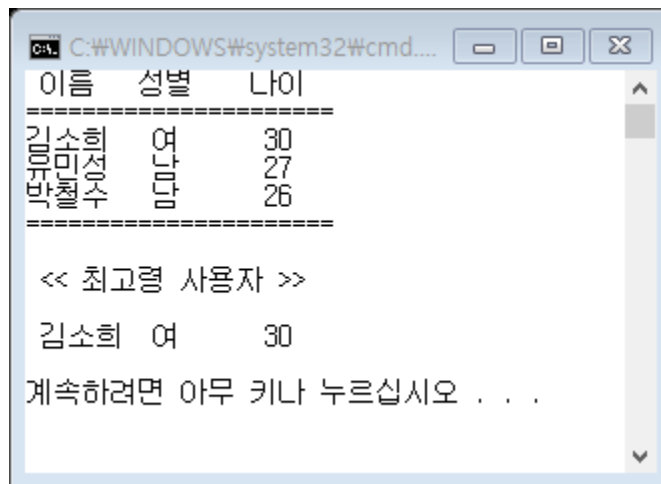 C:\WINDOWS\system32\cmd....
이름 성별 나이
======================
김소희 여 30
유민성 남 27
박철수 남 26
======================
<< 최고령 사용자 >>
김소희 여 30
계속하려면 아무 키나 누르십시오 . . .